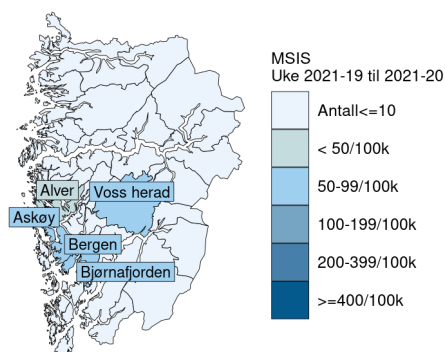 MSIS
Uke 2021-19 til 2021-20
Antall<=10
< 50/100k
50-99/100k
100-199/100k
200-399/100k
>=400/100k
Alver
Voss herad
Askøy
Bergen
Bjørnafjorden